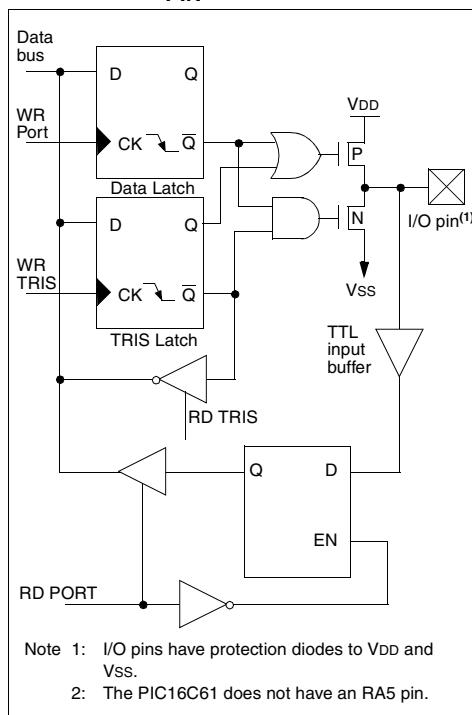 Data
bus
D Q
WR
Port
CK Q
Data Latch
VDD
P
N
I/O pin(1)
VSS
D Q
WR
TRIS
CK Q
TRIS Latch
TTL
input
buffer
RD TRIS
Q D
EN
RD PORT
Note 1: I/O pins have protection diodes to VDD and
VSS.
2: The PIC16C61 does not have an RA5 pin.